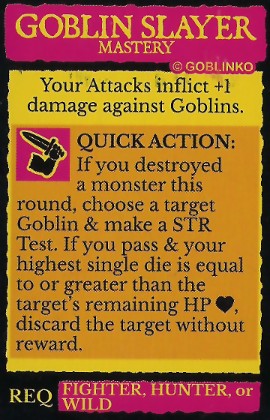 GOBLIN SLAYER
MASTERY
© GOBLINKO
Your Attacks inflict +1
damage against Goblins.
QUICK ACTION:
If you destroyed
a monster this
round, choose a target
Goblin & make a STR
Test. If you pass & your
highest single die is equal
to or greater than the
target's remaining HP ♥,
discard the target without
reward.
REQ FIGHTER, HUNTER, or
WILD